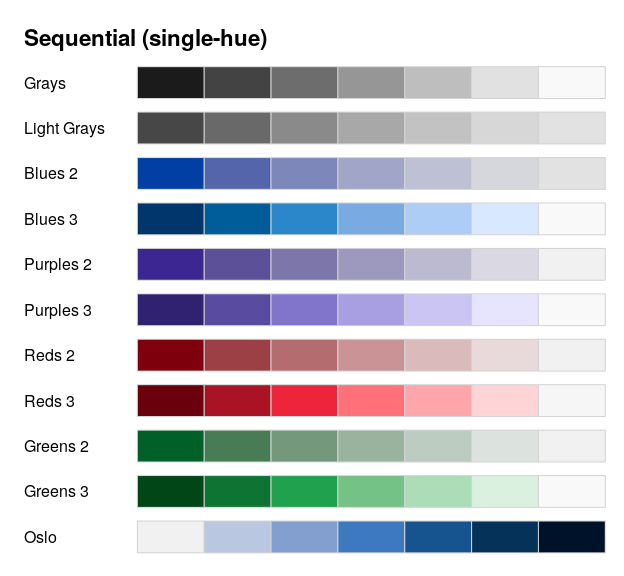 Sequential (single-hue)
Grays
Light Grays
Blues 2
Blues 3
Purples 2
Purples 3
Reds 2
Reds 3
Greens 2
Greens 3
Oslo